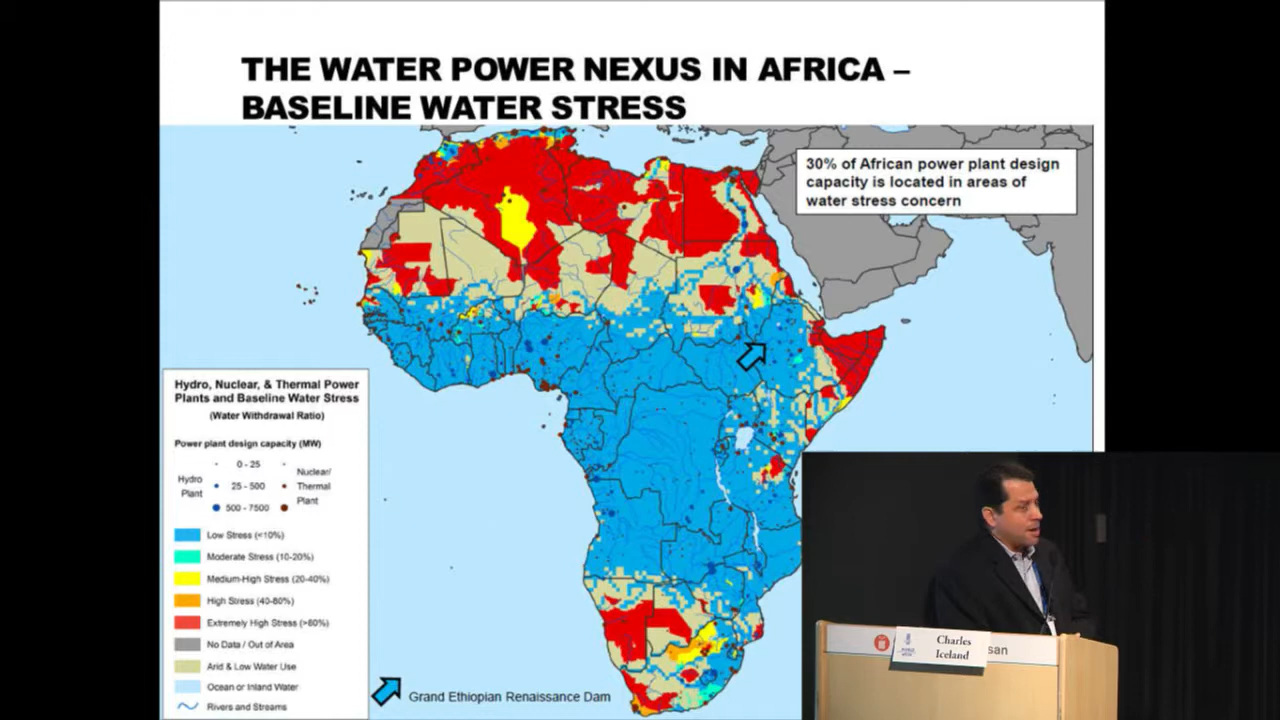 THE WATER POWER NEXUS IN AFRICA –
BASELINE WATER STRESS
30% of African power plant design
capacity is located in areas of
water stress concern
Hydro, Nuclear, & Thermal Power
Plants and Baseline Water Stress
(Water Withdrawal Ratio)
Power plant design capacity (MW)
0 - 25
Hydro
Plant
25 - 500
Nuclear/
Thermal
Plant
500 - 7500
Low Stress (<10%)
Moderate Stress (10-20%)
Medium-High Stress (20-40%)
High Stress (40-80%)
Extremely High Stress (>80%)
No Data / Out of Area
Arid & Low Water Use
Ocean or Inland Water
Rivers and Streams
Grand Ethiopian Renaissance Dam
Charles
Iceland
san